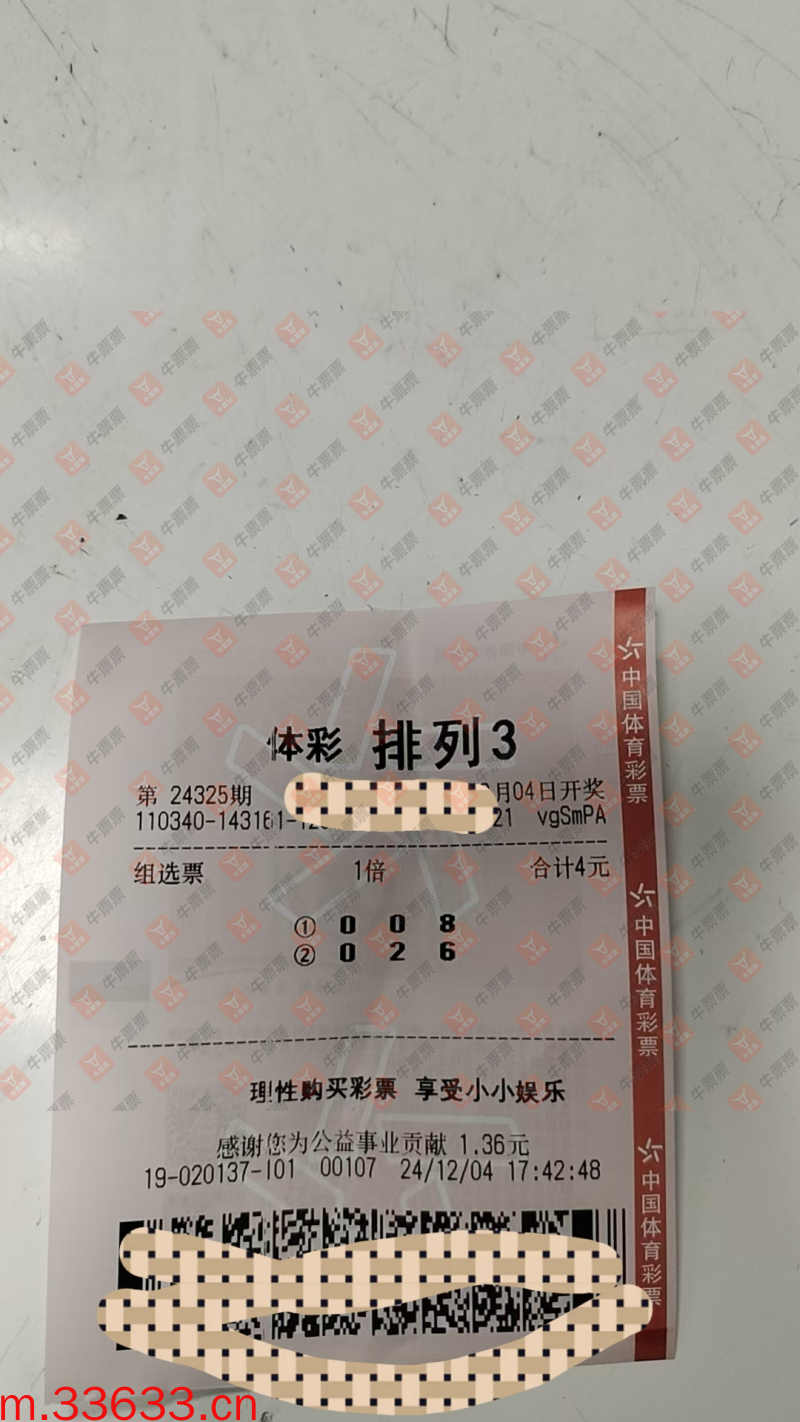 体彩 排列3
第 24325期 月04日开奖
110340-143161-12 21 vgSmPA
组选票 1倍 合计4元
① 0 0 8
② 0 2 6
理性购买彩票 享受小小娱乐
感谢您为公益事业贡献 1.36元
19-020137-101 00107 24/12/04 17:42:48
中国体育彩票
中国体育彩票
中国体育彩票
牛票票
m.33633.cn